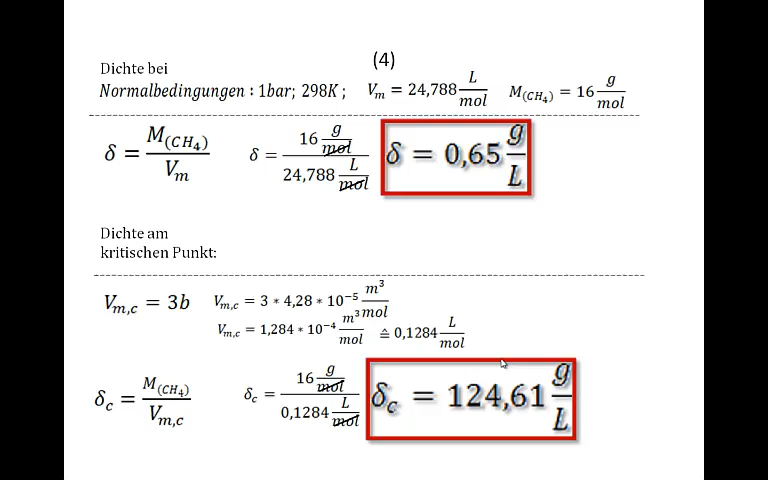 (4)
Dichte bei
Normalbedingungen : 1bar; 298K ; V_m = 24,788 L/mol M_(CH₄) = 16 g/mol
δ = M_(CH₄)/V_m δ = 16 g/mol / 24,788 L/mol δ = 0,65 g/L
Dichte am
kritischen Punkt:
V_m,c = 3b V_m,c = 3 * 4,28 * 10⁻⁵ m³/mol
V_m,c = 1,284 * 10⁻⁴ m³/mol ≙ 0,1284 L/mol
δ_c = M_(CH₄)/V_m,c δ_c = 16 g/mol / 0,1284 L/mol δ_c = 124,61 g/L